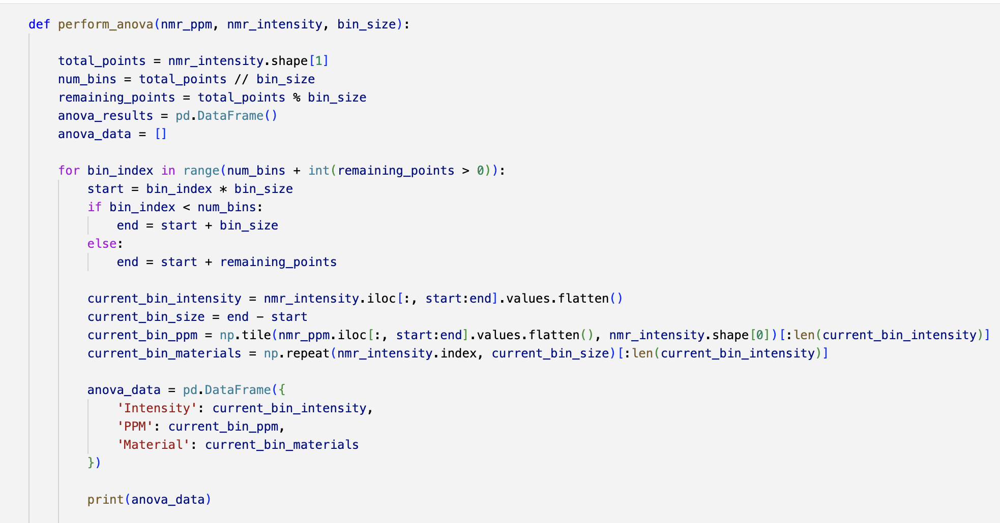 def perform_anova(nmr_ppm, nmr_intensity, bin_size):
total_points = nmr_intensity.shape[1]
num_bins = total_points // bin_size
remaining_points = total_points % bin_size
anova_results = pd.DataFrame()
anova_data = []
for bin_index in range(num_bins + int(remaining_points > 0)):
start = bin_index * bin_size
if bin_index < num_bins:
end = start + bin_size
else:
end = start + remaining_points
current_bin_intensity = nmr_intensity.iloc[:, start:end].values.flatten()
current_bin_size = end - start
current_bin_ppm = np.tile(nmr_ppm.iloc[:, start:end].values.flatten(), nmr_intensity.shape[0])[:len(current_bin_intensity)]
current_bin_materials = np.repeat(nmr_intensity.index, current_bin_size)[:len(current_bin_intensity)]
anova_data = pd.DataFrame({
'Intensity': current_bin_intensity,
'PPM': current_bin_ppm,
'Material': current_bin_materials
})
print(anova_data)